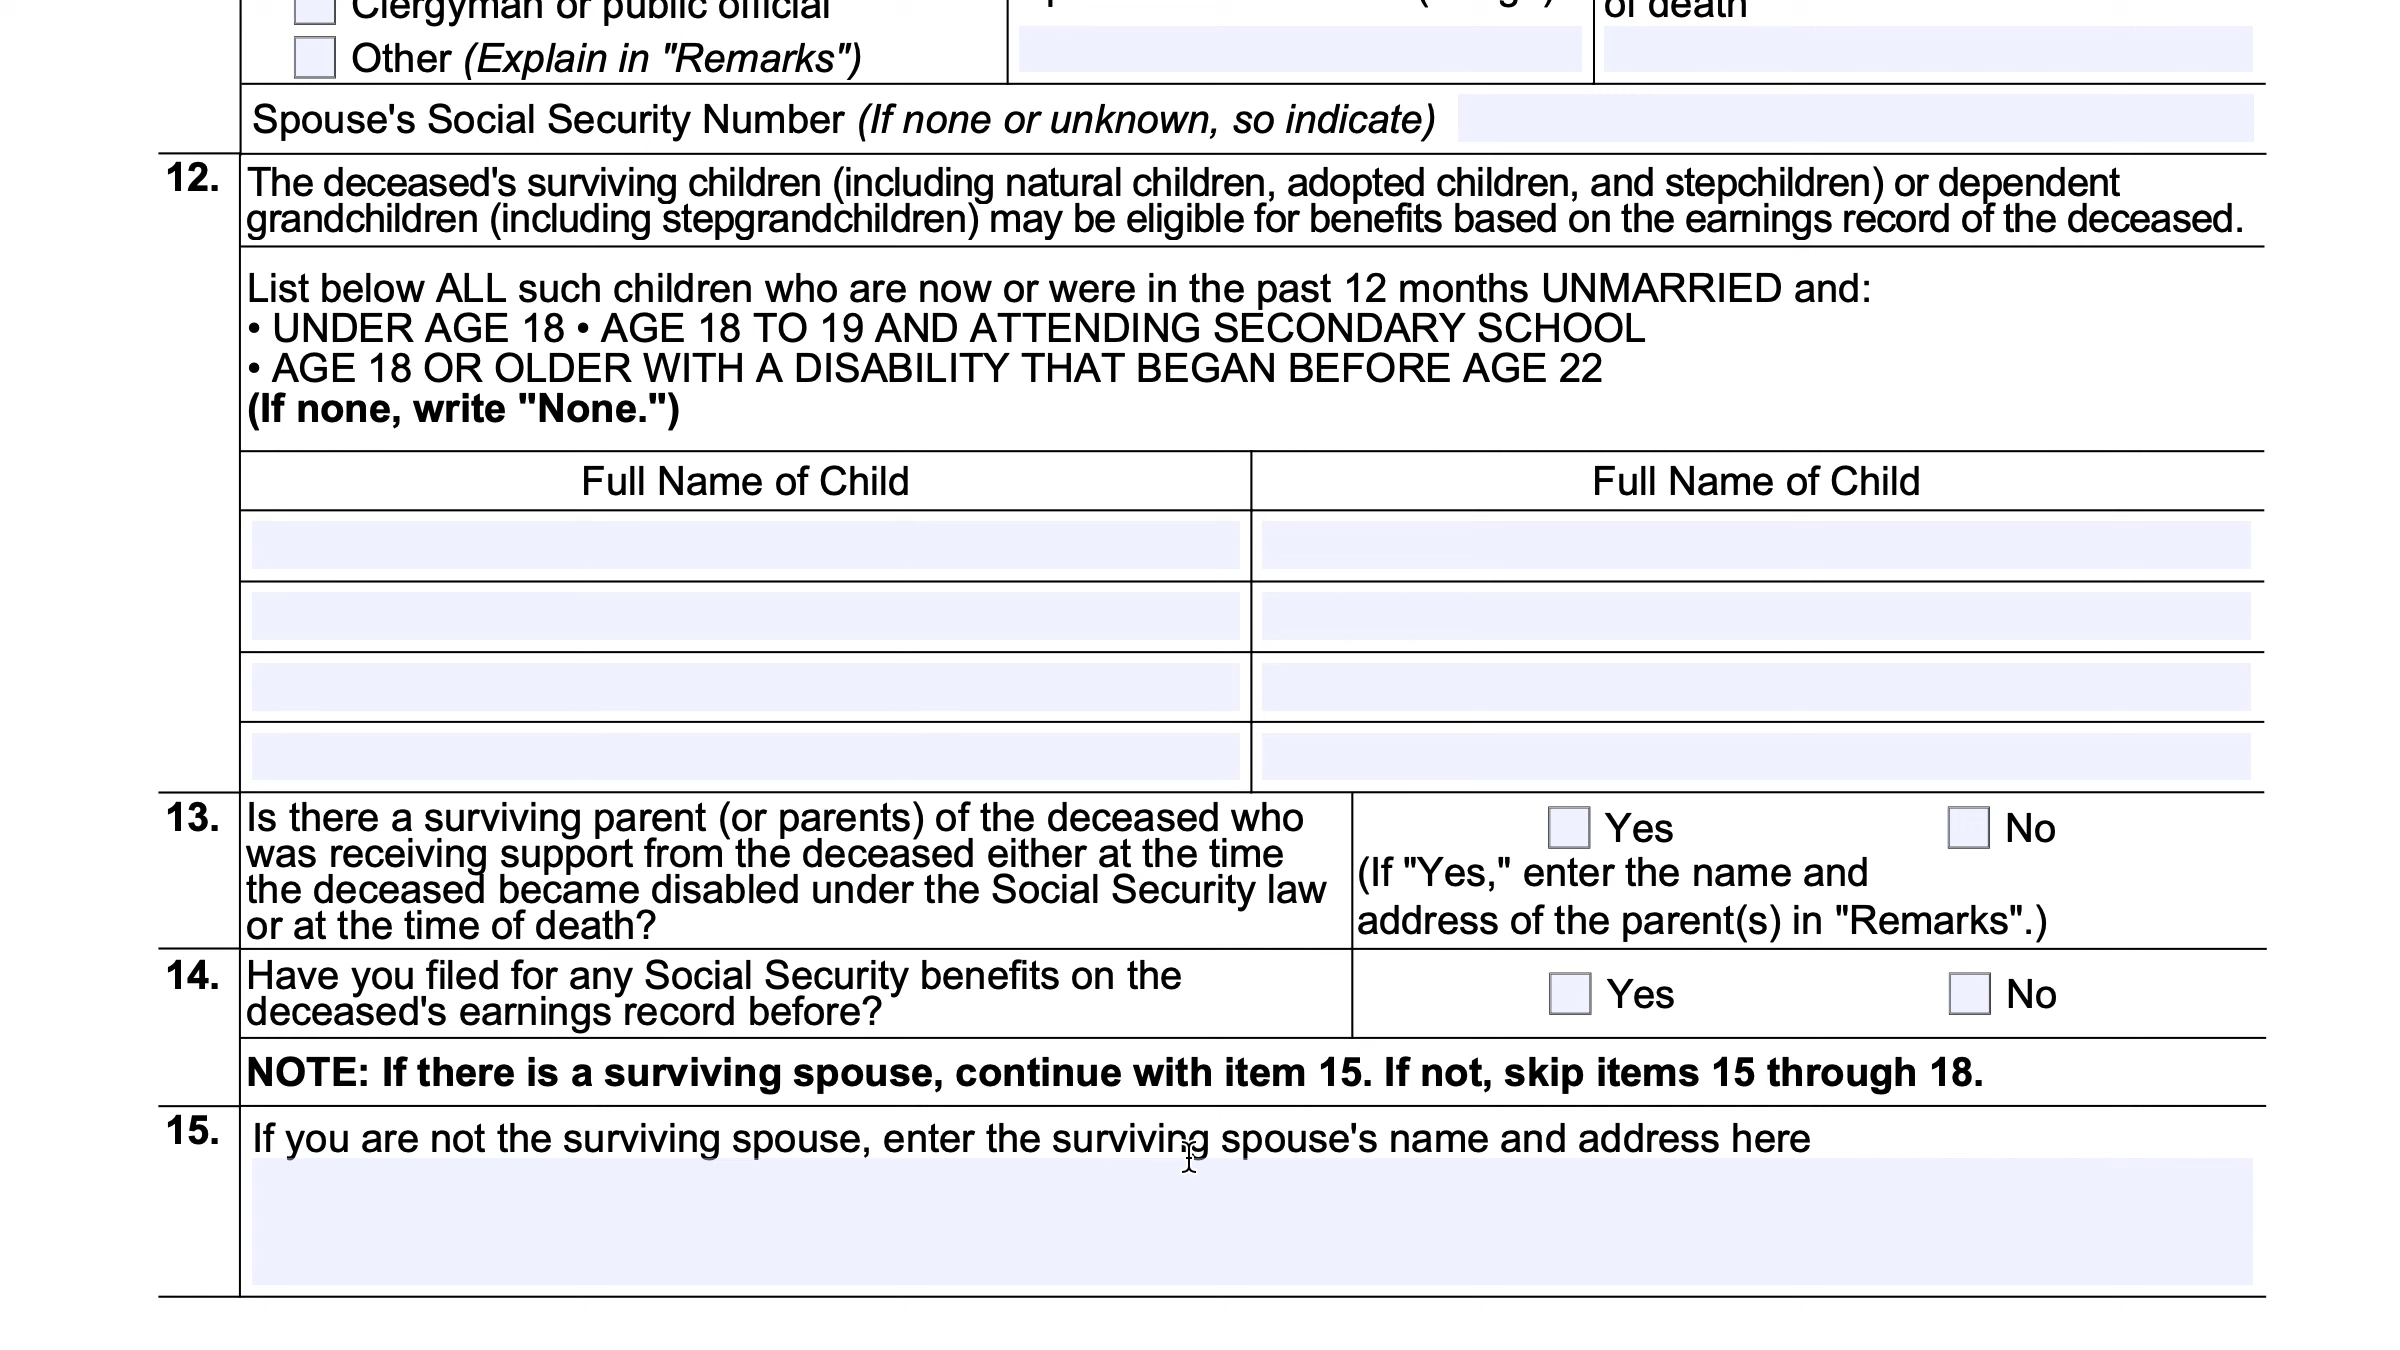 Clergyman or public official
of death
Other (Explain in "Remarks")
Spouse's Social Security Number (If none or unknown, so indicate)
12.
The deceased's surviving children (including natural children, adopted children, and stepchildren) or dependent
grandchildren (including stepgrandchildren) may be eligible for benefits based on the earnings record of the deceased.
List below ALL such children who are now or were in the past 12 months UNMARRIED and:
• UNDER AGE 18 • AGE 18 TO 19 AND ATTENDING SECONDARY SCHOOL
• AGE 18 OR OLDER WITH A DISABILITY THAT BEGAN BEFORE AGE 22
(If none, write "None.")
Full Name of Child
Full Name of Child
13.
Is there a surviving parent (or parents) of the deceased who
was receiving support from the deceased either at the time
the deceased became disabled under the Social Security law
or at the time of death?
Yes No
(If "Yes," enter the name and
address of the parent(s) in "Remarks".)
14.
Have you filed for any Social Security benefits on the
deceased's earnings record before?
Yes No
NOTE: If there is a surviving spouse, continue with item 15. If not, skip items 15 through 18.
15.
If you are not the surviving spouse, enter the surviving spouse's name and address here